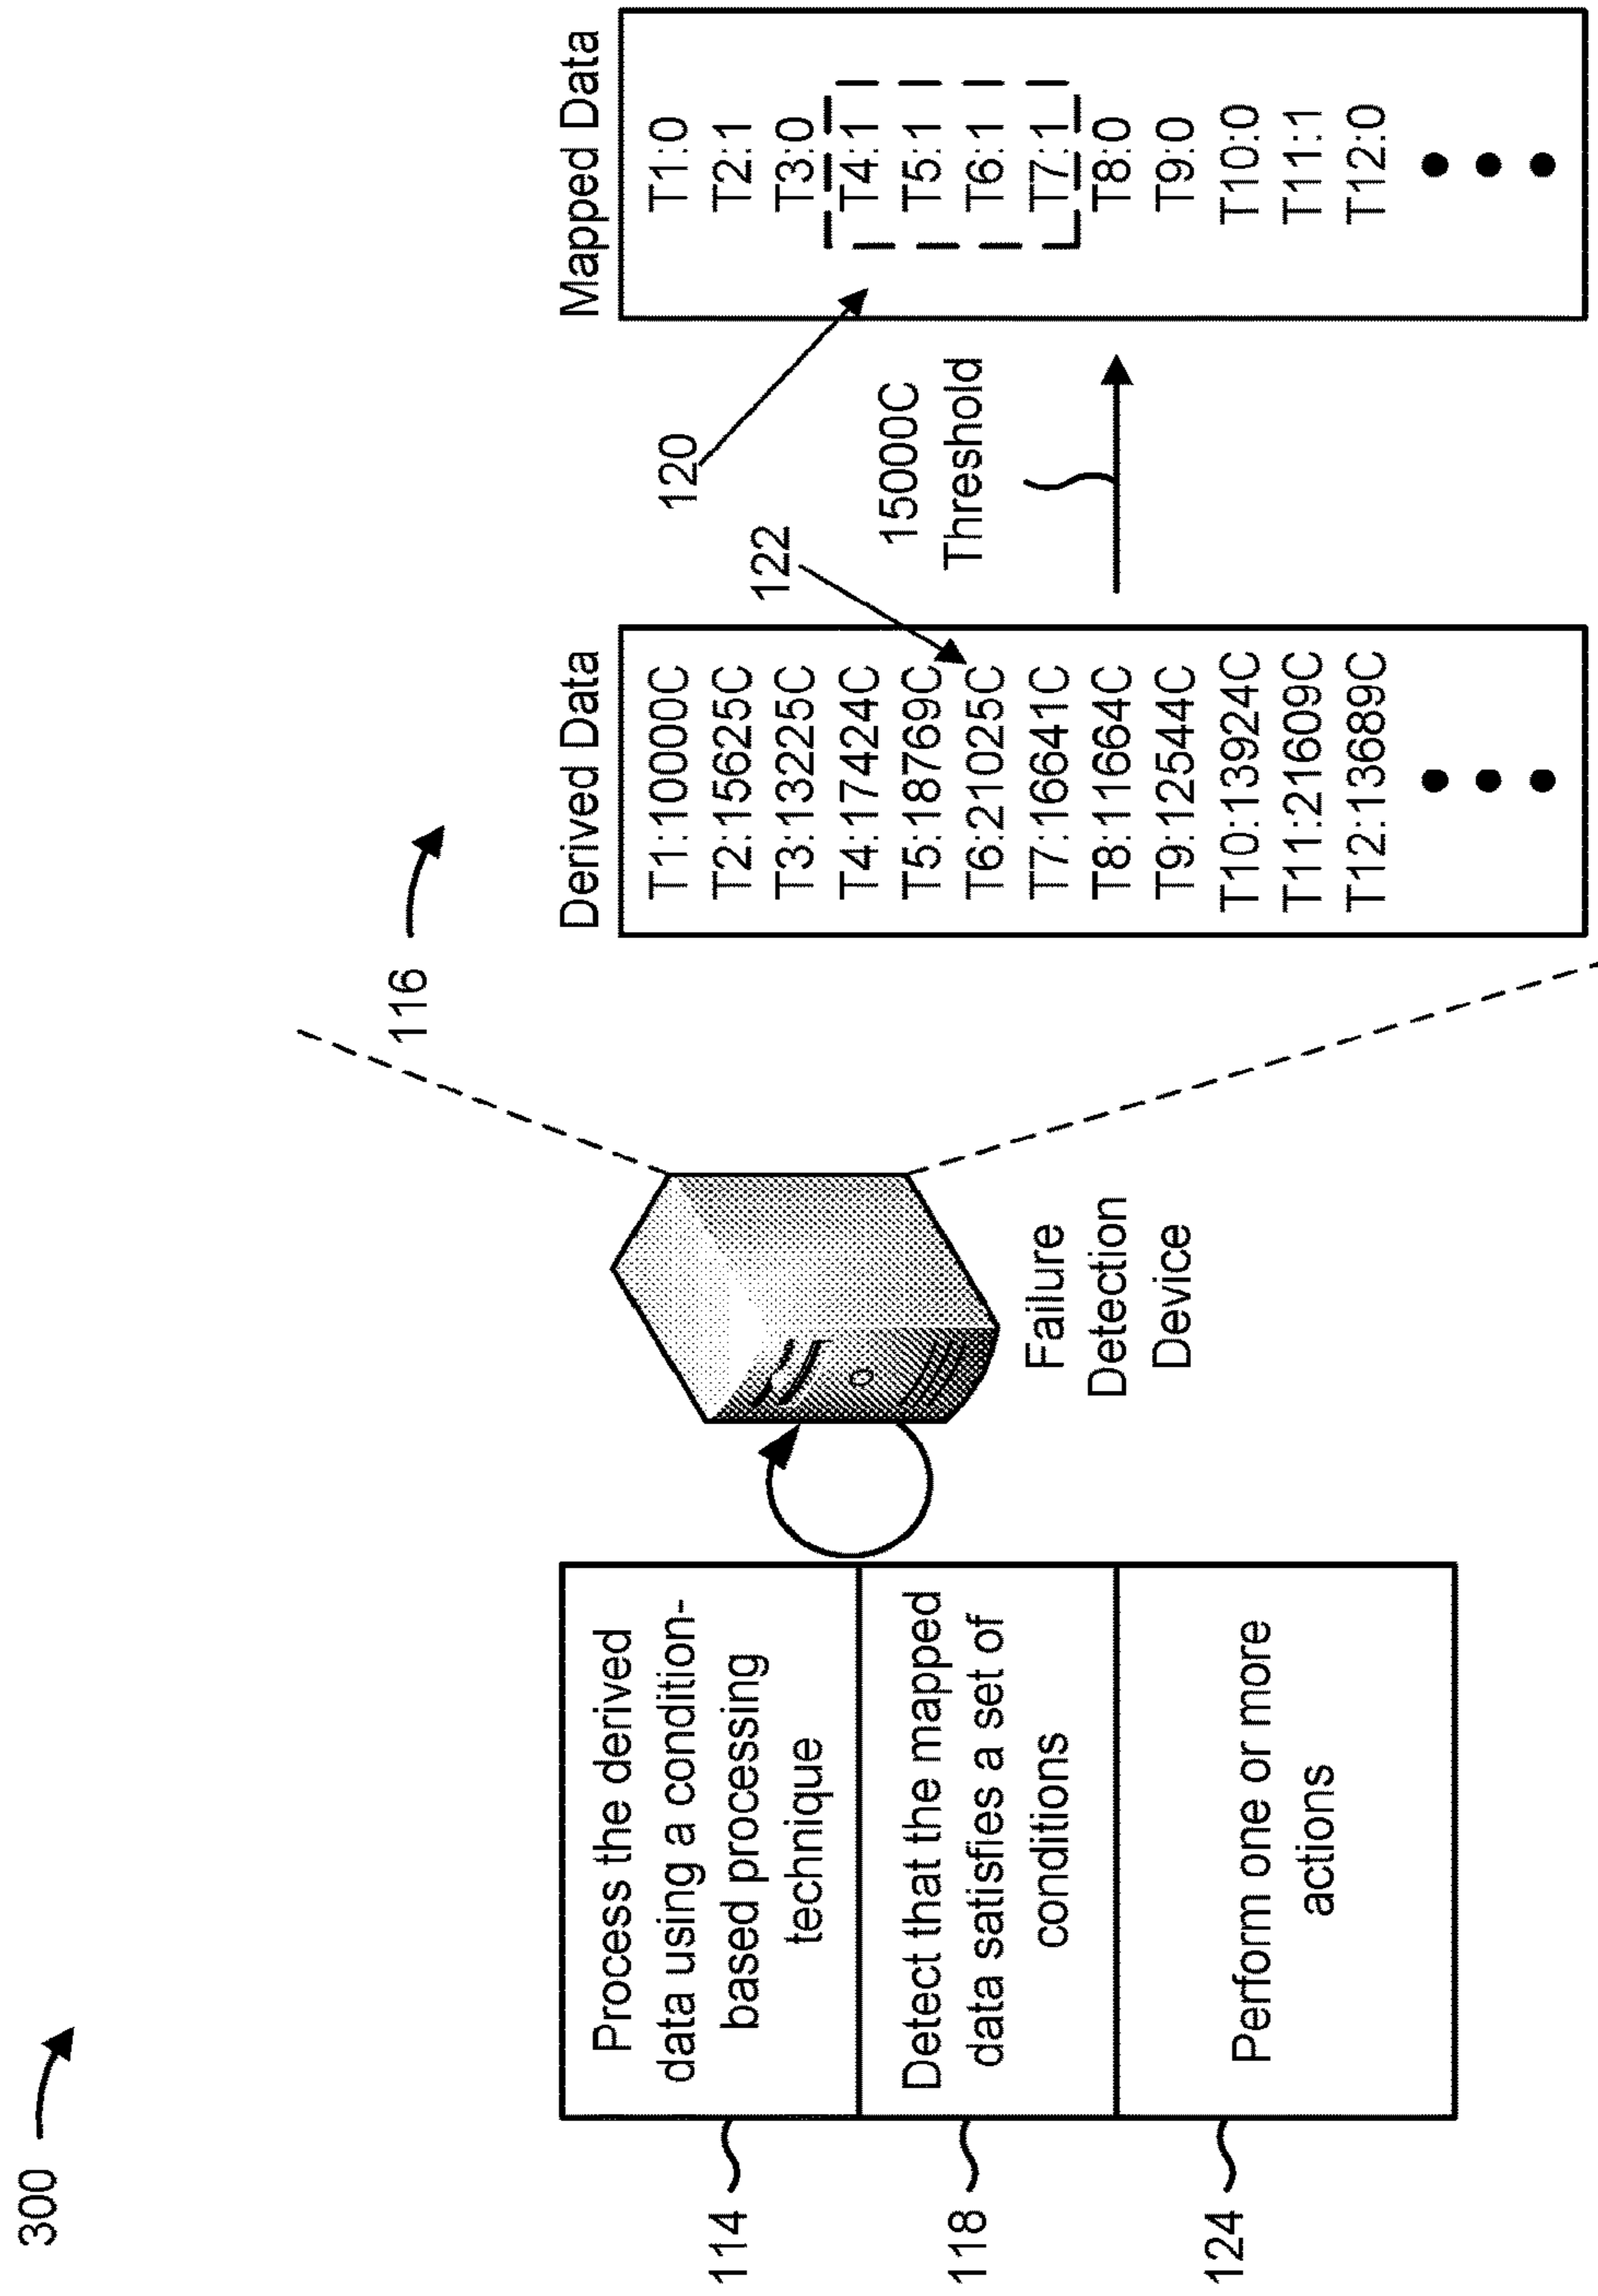 300
114
Process the derived
data using a condition-
based processing
technique
118
Detect that the mapped
data satisfies a set of
conditions
124
Perform one or more
actions
Failure
Detection
Device
116
Derived Data
T1:10000C
T2:15625C
T3:13225C
T4:17424C
T5:18769C
T6:21025C
T7:16641C
T8:11664C
T9:12544C
T10:13924C
T11:21609C
T12:13689C
122
15000C
Threshold
120
Mapped Data
T1:0
T2:1
T3:0
T4:1
T5:1
T6:1
T7:1
T8:0
T9:0
T10:0
T11:1
T12:0